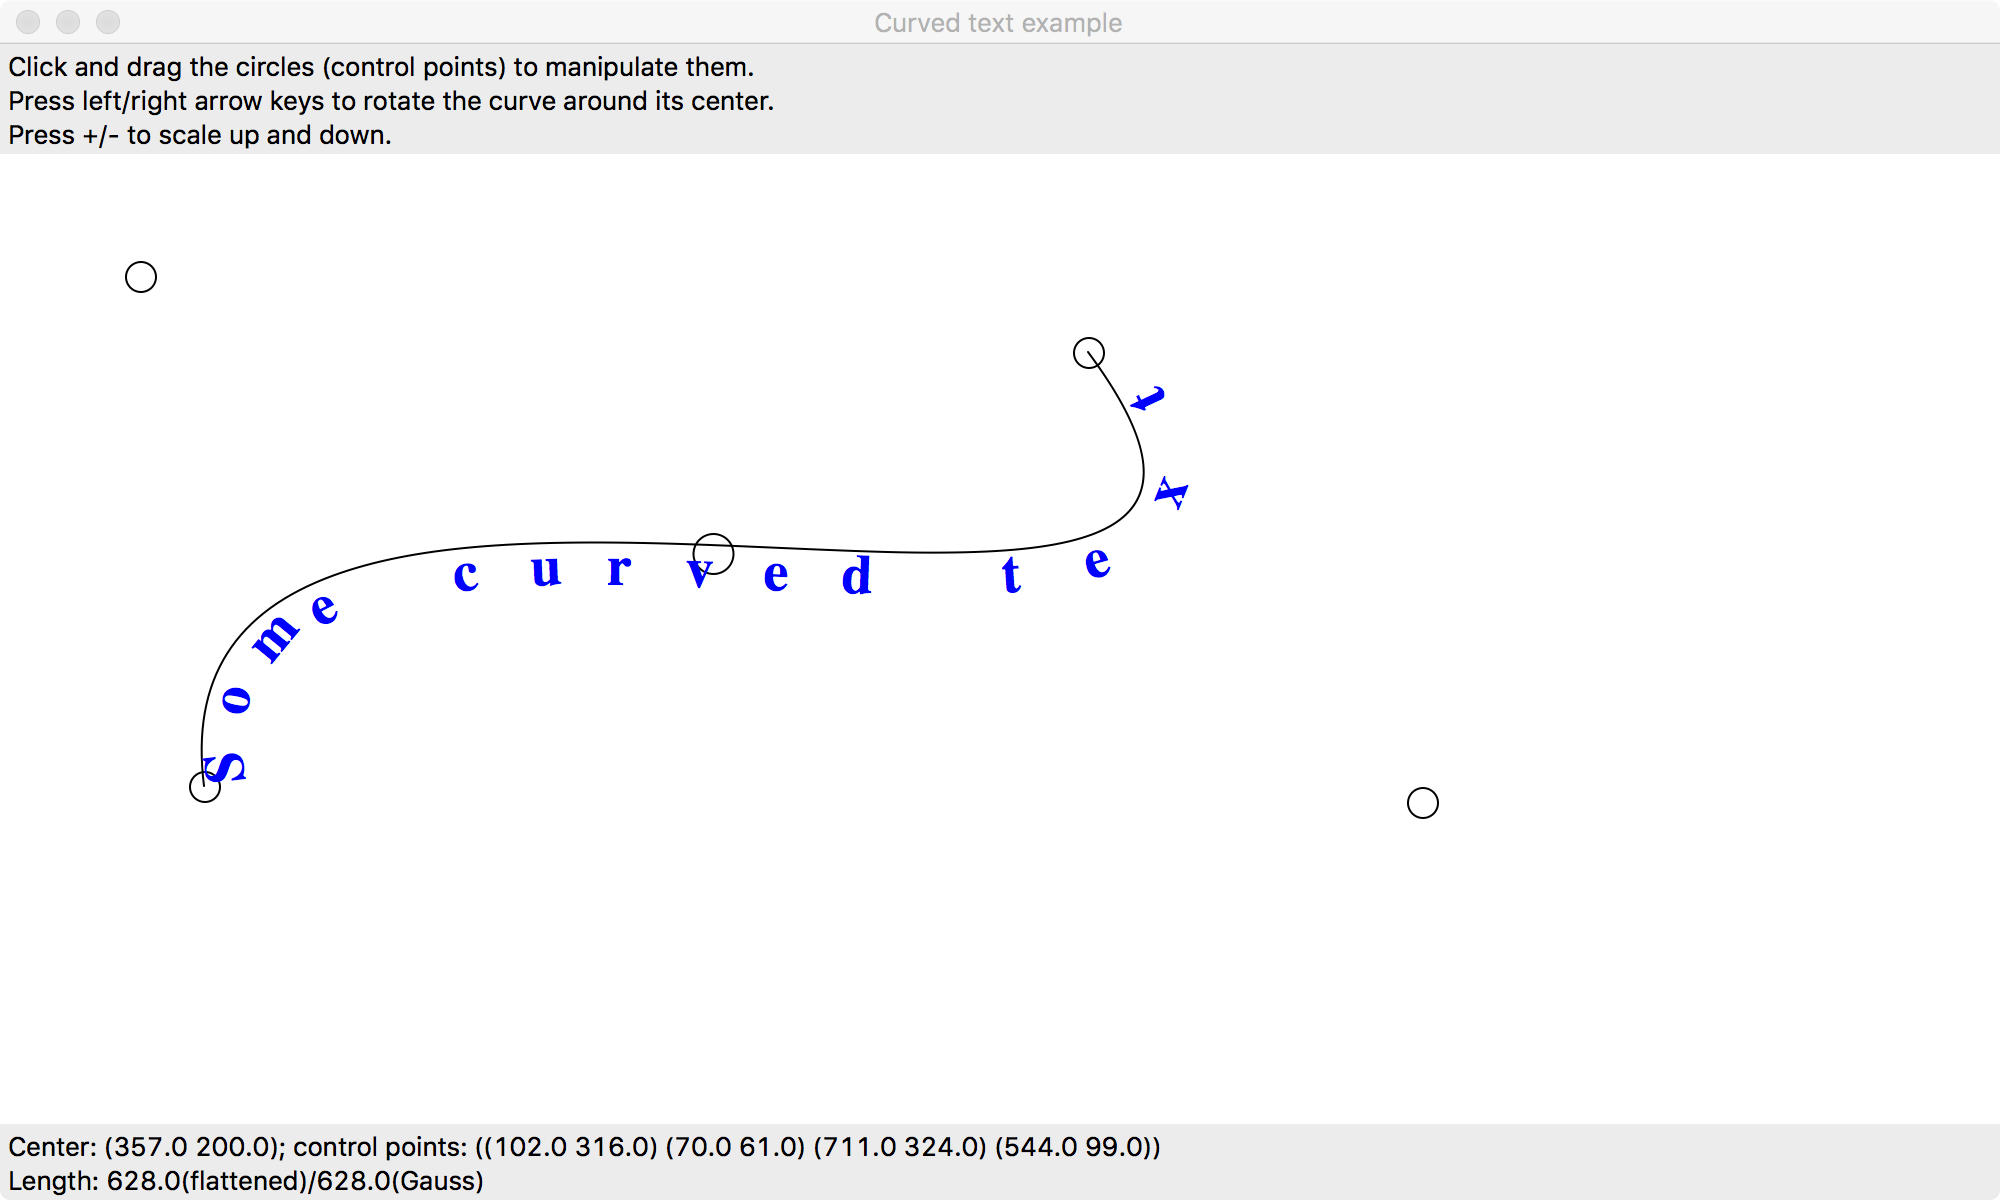 Curved text example
Click and drag the circles (control points) to manipulate them.
Press left/right arrow keys to rotate the curve around its center.
Press +/- to scale up and down.
Some curved text
Center: (357.0 200.0); control points: ((102.0 316.0) (70.0 61.0) (711.0 324.0) (544.0 99.0))
Length: 628.0(flattened)/628.0(Gauss)